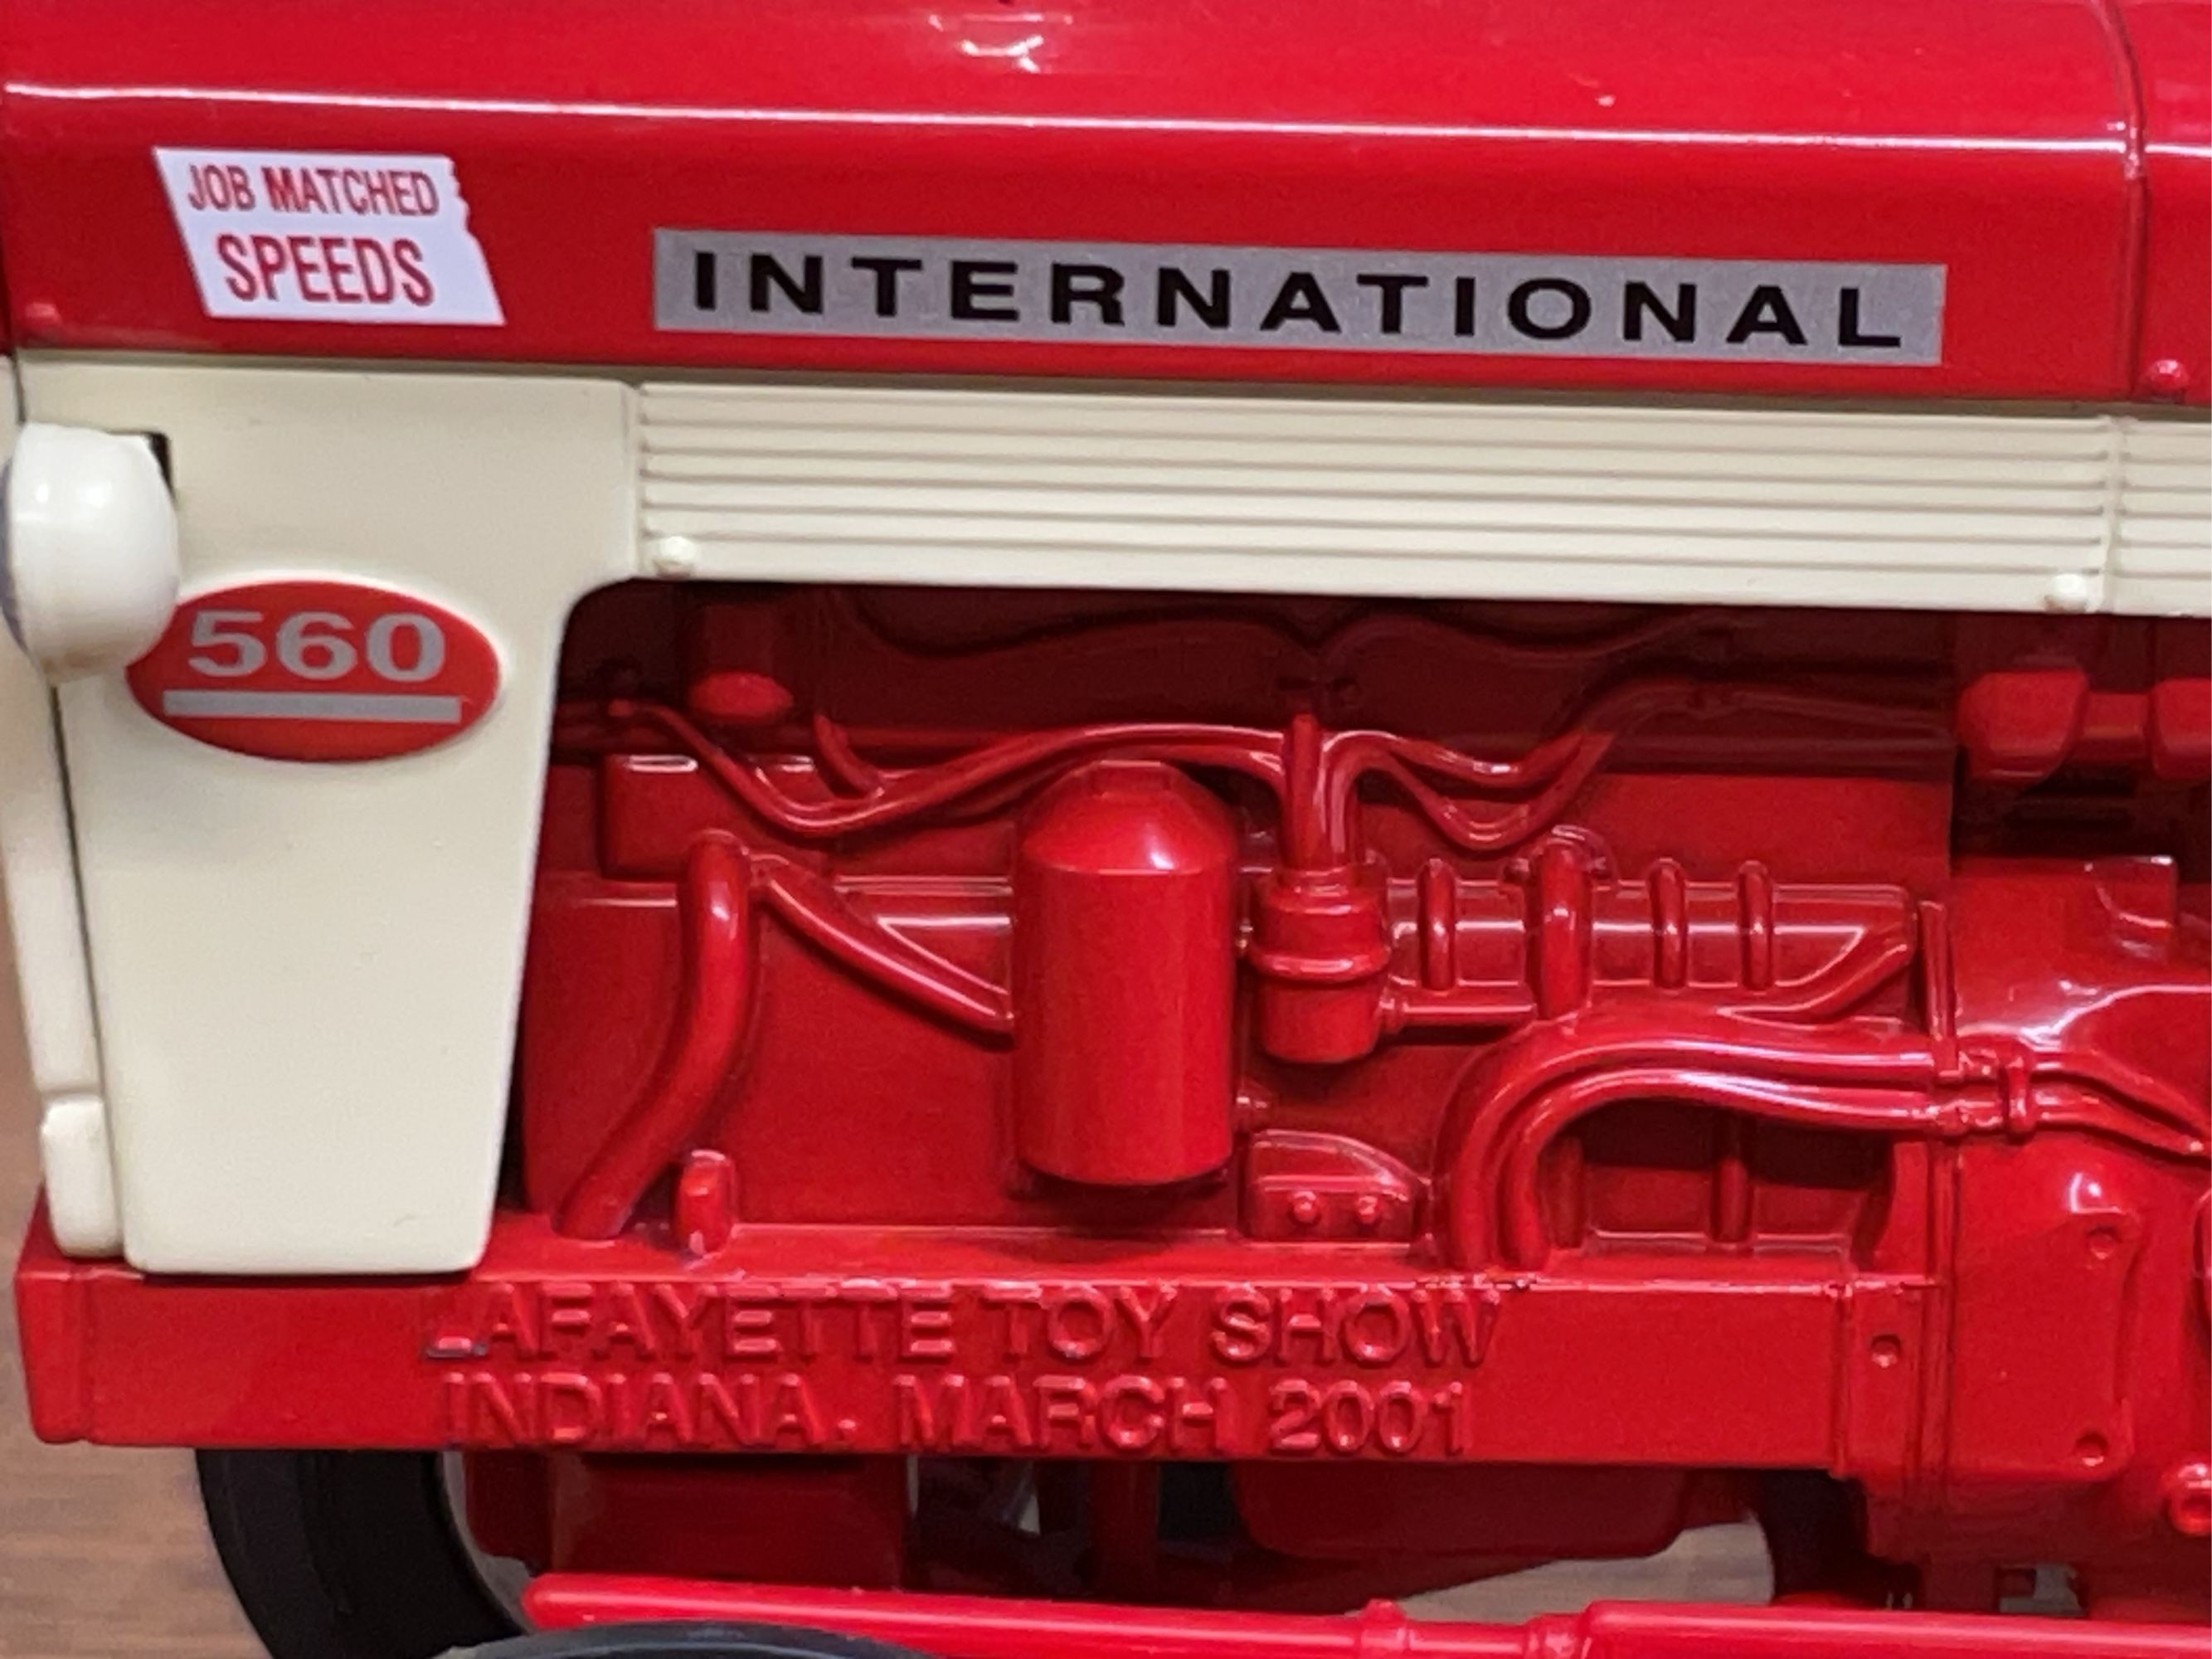 JOB MATCHED
SPEEDS
INTERNATIONAL
560
LAFAYETTE TOY SHOW
INDIANA. MARCH 2001